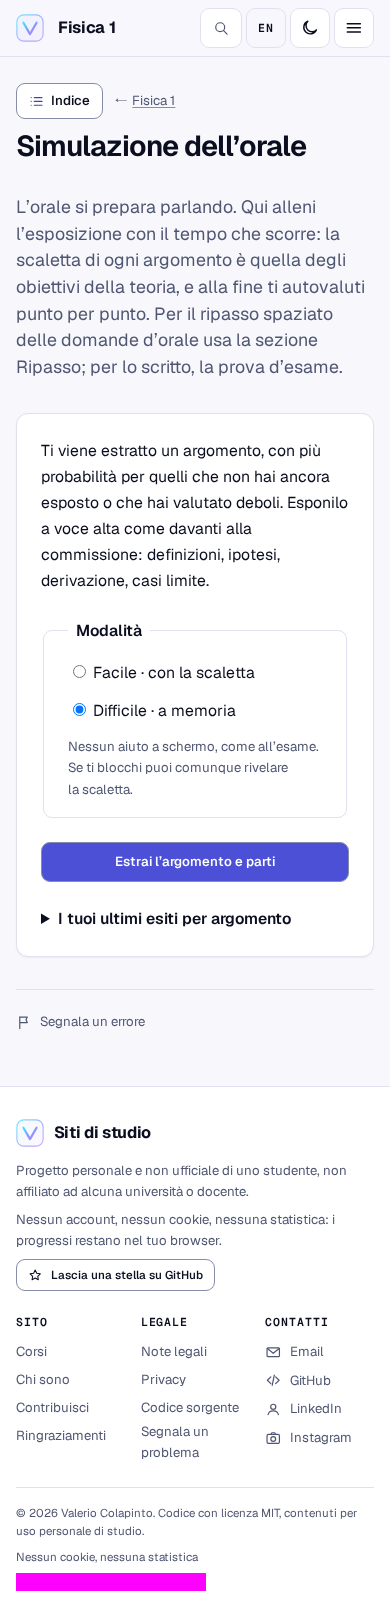 Fisica 1
EN
Indice
← Fisica 1
Simulazione dell’orale
L’orale si prepara parlando. Qui alleni
l’esposizione con il tempo che scorre: la
scaletta di ogni argomento è quella degli
obiettivi della teoria, e alla fine ti autovaluti
punto per punto. Per il ripasso spaziato
delle domande d’orale usa la sezione
Ripasso; per lo scritto, la prova d’esame.
Ti viene estratto un argomento, con più
probabilità per quelli che non hai ancora
esposto o che hai valutato deboli. Esponilo
a voce alta come davanti alla
commissione: definizioni, ipotesi,
derivazione, casi limite.
Modalità
Facile · con la scaletta
Difficile · a memoria
Nessun aiuto a schermo, come all’esame.
Se ti blocchi puoi comunque rivelare
la scaletta.
Estrai l’argomento e parti
I tuoi ultimi esiti per argomento
Segnala un errore
Siti di studio
Progetto personale e non ufficiale di uno studente, non
affiliato ad alcuna università o docente.
Nessun account, nessun cookie, nessuna statistica: i
progressi restano nel tuo browser.
Lascia una stella su GitHub
SITO
Corsi
Chi sono
Contribuisci
Ringraziamenti
LEGALE
Note legali
Privacy
Codice sorgente
Segnala un
problema
CONTATTI
Email
GitHub
LinkedIn
Instagram
© 2026 Valerio Colapinto. Codice con licenza MIT, contenuti per
uso personale di studio.
Nessun cookie, nessuna statistica